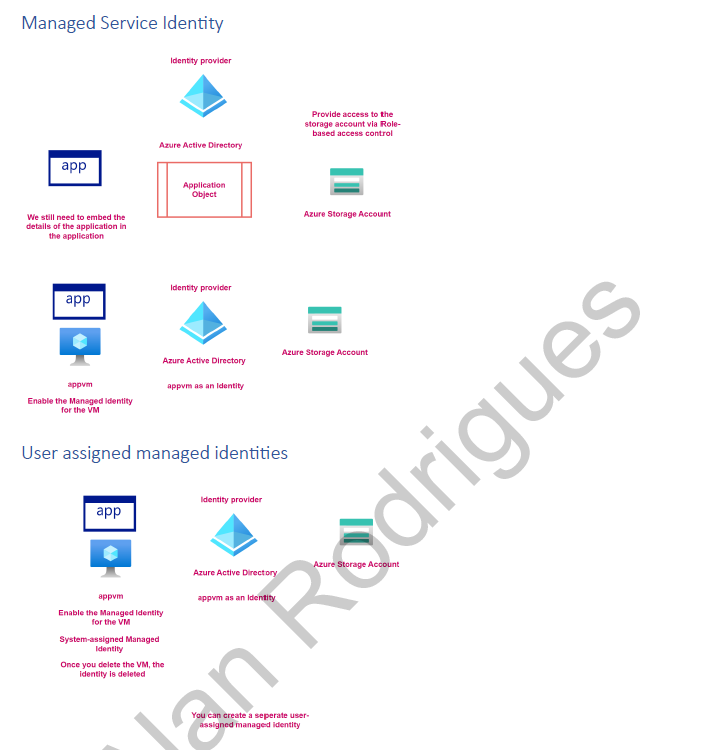 Managed Service Identity
Identity provider
Provide access to the
storage account via Role-
based access control
Azure Active Directory
app
Application
Object
Azure Storage Account
We still need to embed the
details of the application in
the application
app
Identity provider
Azure Storage Account
Azure Active Directory
appvm
appvm as an Identity
Enable the Managed Identity
for the VM
User assigned managed identities
app
Identity provider
Azure Storage Account
Azure Active Directory
appvm
appvm as an Identity
Enable the Managed Identity
for the VM
System-assigned Managed
Identity
Once you delete the VM, the
identity is deleted
You can create a seperate user-
assigned managed identity
Alan Rodrigues